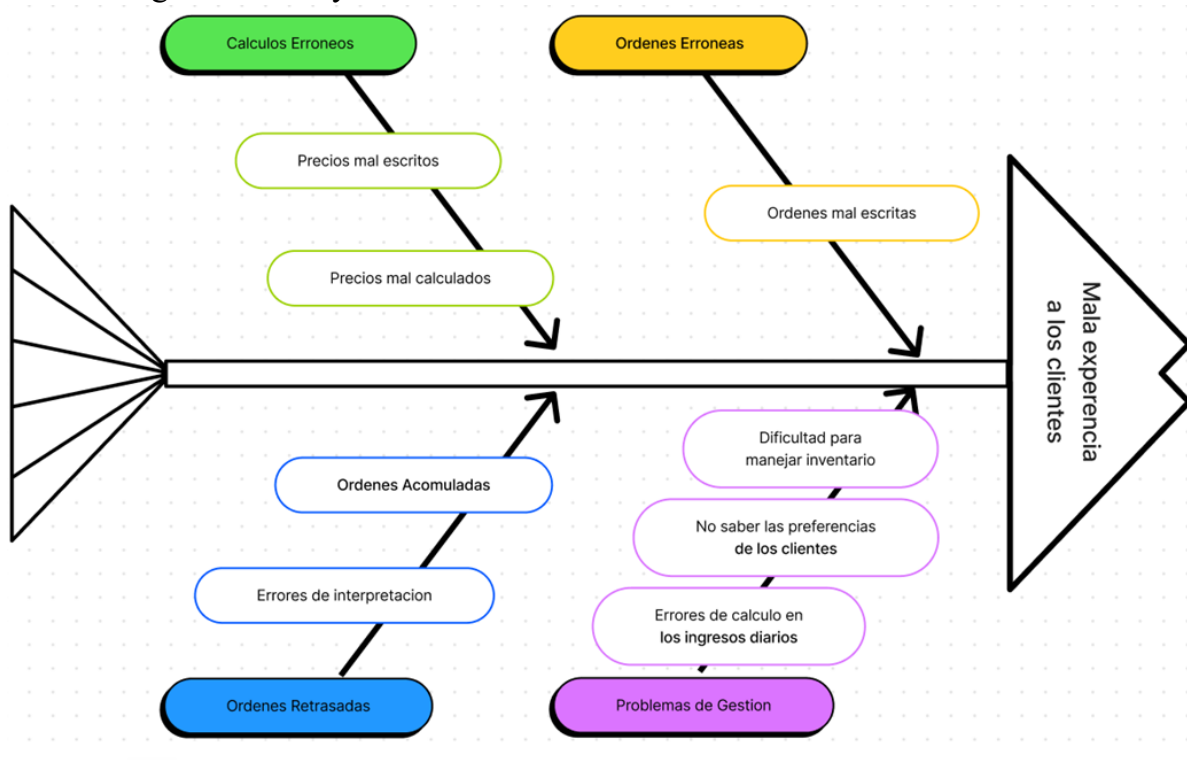 Calculos Erroneos
Ordenes Erroneas
Precios mal escritos
Ordenes mal escritas
Precios mal calculados
Mala experencia
a los clientes
Dificultad para
manejar inventario
Ordenes Acomuladas
No saber las preferencias
de los clientes
Errores de interpretacion
Errores de calculo en
los ingresos diarios
Ordenes Retrasadas
Problemas de Gestion